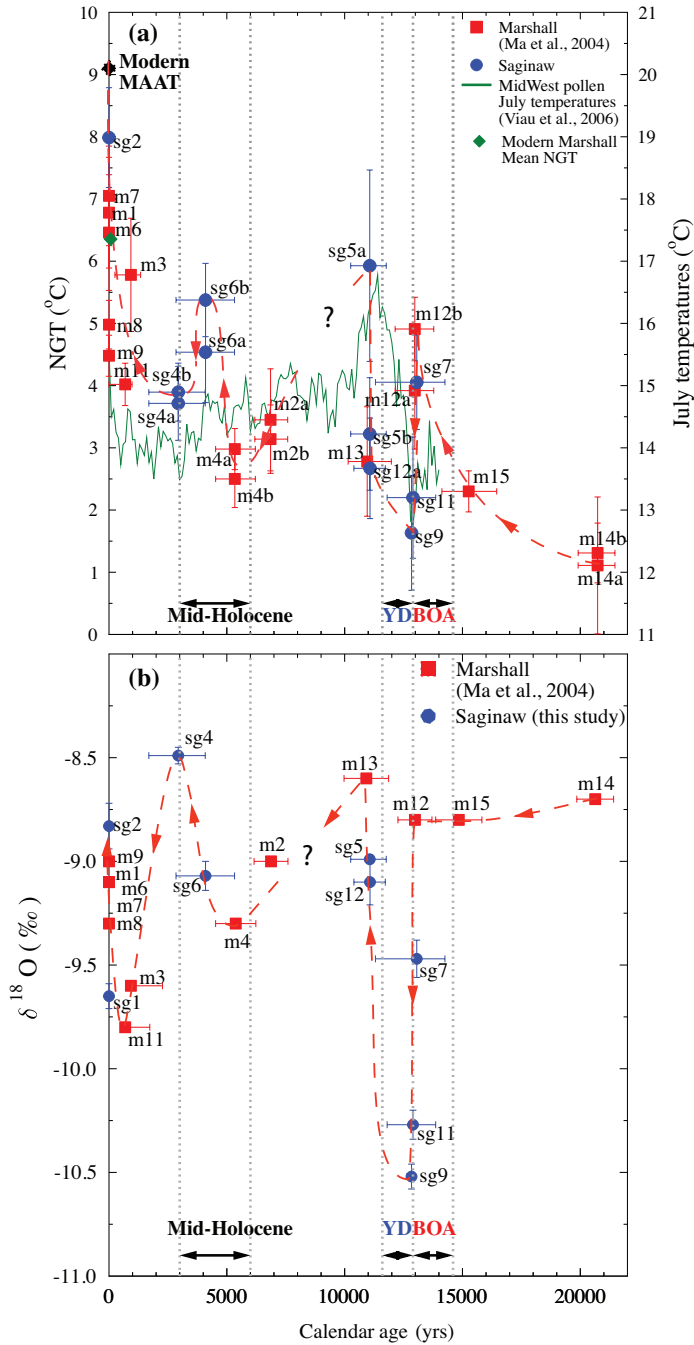 (a)
Modern
MAAT
Marshall
(Ma et al., 2004)
Saginaw
MidWest pollen
July temperatures
(Viau et al., 2006)
Modern Marshall
Mean NGT
10
9
8
7
6
5
4
3
2
1
0
NGT (°C)
21
20
19
18
17
16
15
14
13
12
11
July temperatures (°C)
sg2
m7
m1
m6
m3
m8
m9
m11
sg4b
sg4a
sg6b
sg6a
m4a
m4b
m2a
m2b
?
sg5a
m12b
sg7
m12a
sg5b
m13
sg12a
sg11
sg9
m15
m14b
m14a
Mid-Holocene
YD
BOA
(b)
Marshall
(Ma et al., 2004)
Saginaw (this study)
-8.5
-9.0
-9.5
-10.0
-10.5
-11.0
δ 18 O (‰)
sg4
sg2
m9
m1
m6
m7
m8
sg1
m3
m11
sg6
m4
m2
?
m13
sg5
sg12
m12
m15
m14
sg7
sg11
sg9
Mid-Holocene
YD
BOA
0
5000
10000
15000
20000
Calendar age (yrs)